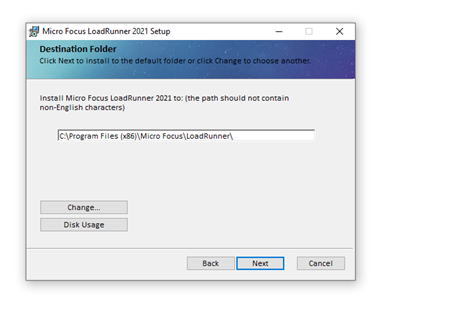 Micro Focus LoadRunner 2021 Setup
Destination Folder
Click Next to install to the default folder or click Change to choose another.
Install Micro Focus LoadRunner 2021 to: (the path should not contain
non-English characters)
C:\Program Files (x86)\Micro Focus\LoadRunner\
Change...
Disk Usage
Back Next Cancel